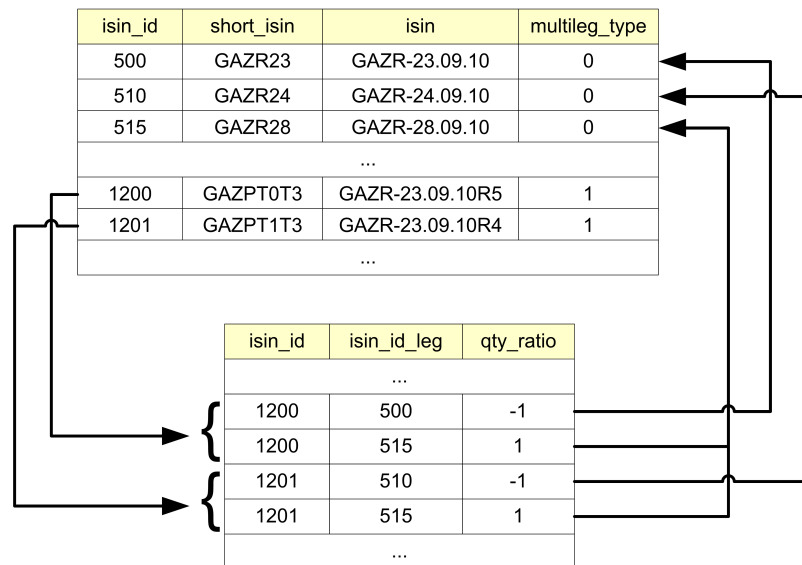 isin_id short_isin isin multileg_type
500 GAZR23 GAZR-23.09.10 0
510 GAZR24 GAZR-24.09.10 0
515 GAZR28 GAZR-28.09.10 0
...
1200 GAZPT0T3 GAZR-23.09.10R5 1
1201 GAZPT1T3 GAZR-23.09.10R4 1
...
isin_id isin_id_leg qty_ratio
...
1200 500 -1
1200 515 1
1201 510 -1
1201 515 1
...